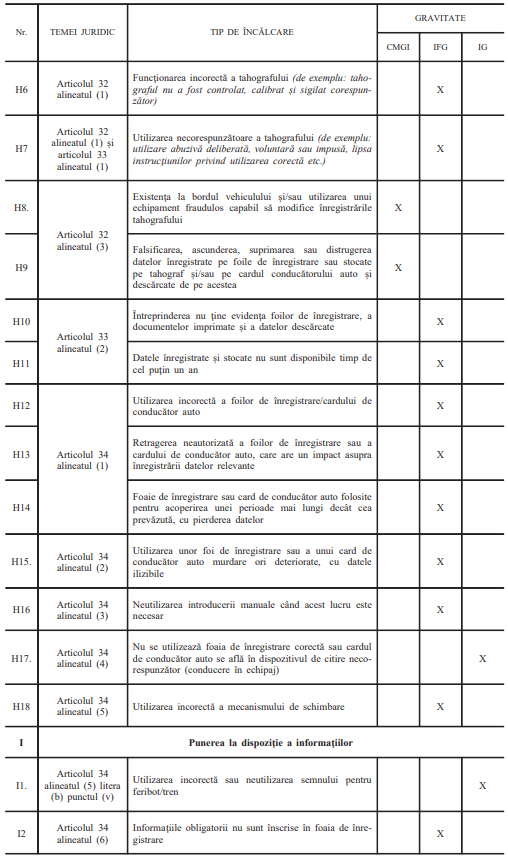 Nr.
TEMEI JURIDIC
TIP DE ÎNCĂLCARE
GRAVITATE
CMGI
IFG
IG
H6
Articolul 32
alineatul (1)
Funcționarea incorectă a tahografului (de exemplu: taho-
graful nu a fost controlat, calibrat și sigilat corespun-
zător)
X
H7
Articolul 32
alineatul (1) și
articolul 33
alineatul (1)
Utilizarea necorespunzătoare a tahografului (de exemplu:
utilizare abuzivă deliberată, voluntară sau impusă, lipsa
instrucțiunilor privind utilizarea corectă etc.)
X
H8.
Articolul 32
alineatul (3)
Existența la bordul vehiculului și/sau utilizarea unui
echipament fraudulos capabil să modifice înregistrările
tahografului
X
H9
Falsificarea, ascunderea, suprimarea sau distrugerea
datelor înregistrate pe foile de înregistrare sau stocate
pe tahograf și/sau pe cardul conducătorului auto și
descărcate de pe acestea
X
H10
Articolul 33
alineatul (2)
Întreprinderea nu ține evidența foilor de înregistrare, a
documentelor imprimate și a datelor descărcate
X
H11
Datele înregistrate și stocate nu sunt disponibile timp de
cel puțin un an
X
H12
Articolul 34
alineatul (1)
Utilizarea incorectă a foilor de înregistrare/cardului de
conducător auto
X
H13
Retragerea neautorizată a foilor de înregistrare sau a
cardului de conducător auto, care are un impact asupra
înregistrării datelor relevante
X
H14
Foaie de înregistrare sau card de conducător auto folosite
pentru acoperirea unei perioade mai lungi decât cea
prevăzută, cu pierderea datelor
X
H15.
Articolul 34
alineatul (2)
Utilizarea unor foi de înregistrare sau a unui card de
conducător auto murdare ori deteriorate, cu datele
ilizibile
X
H16
Articolul 34
alineatul (3)
Neutilizarea introducerii manuale când acest lucru este
necesar
X
H17.
Articolul 34
alineatul (4)
Nu se utilizează foaia de înregistrare corectă sau cardul
de conducător auto se află în dispozitivul de citire neco-
respunzător (conducere în echipaj)
X
H18
Articolul 34
alineatul (5)
Utilizarea incorectă a mecanismului de schimbare
X
I
Punerea la dispoziție a informațiilor
I1.
Articolul 34
alineatul (5) litera
(b) punctul (v)
Utilizarea incorectă sau neutilizarea semnului pentru
feribot/tren
X
I2
Articolul 34
alineatul (6)
Informațiile obligatorii nu sunt înscrise în foaia de înre-
gistrare
X